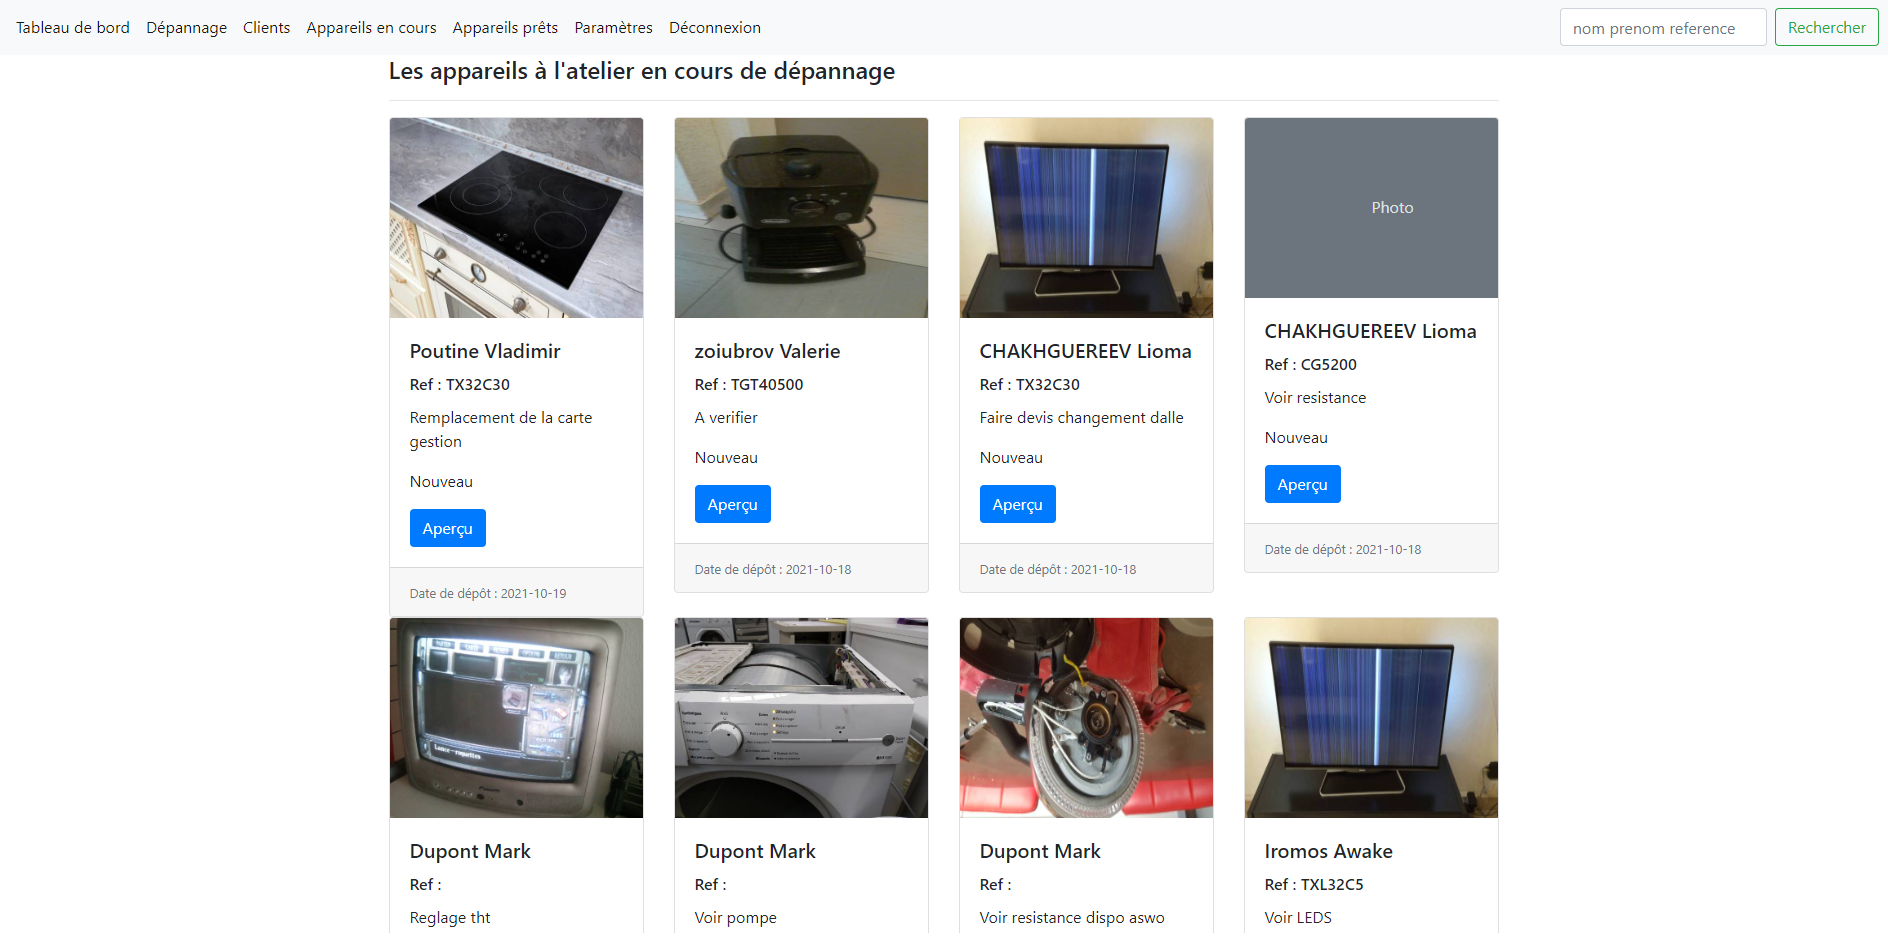 Tableau de bord Dépannage Clients Appareils en cours Appareils prêts Paramètres Déconnexion nom prenom reference Rechercher
Les appareils à l'atelier en cours de dépannage
Poutine Vladimir
Ref : TX32C30
Remplacement de la carte
gestion
Nouveau
Aperçu
Date de dépôt : 2021-10-19
zoiubrov Valerie
Ref : TGT40500
A verifier
Nouveau
Aperçu
Date de dépôt : 2021-10-18
CHAKHGUEREEV Lioma
Ref : TX32C30
Faire devis changement dalle
Nouveau
Aperçu
Date de dépôt : 2021-10-18
Photo
CHAKHGUEREEV Lioma
Ref : CG5200
Voir resistance
Nouveau
Aperçu
Date de dépôt : 2021-10-18
Dupont Mark
Ref :
Reglage tht
Dupont Mark
Ref :
Voir pompe
Dupont Mark
Ref :
Voir resistance dispo aswo
Iromos Awake
Ref : TXL32C5
Voir LEDS